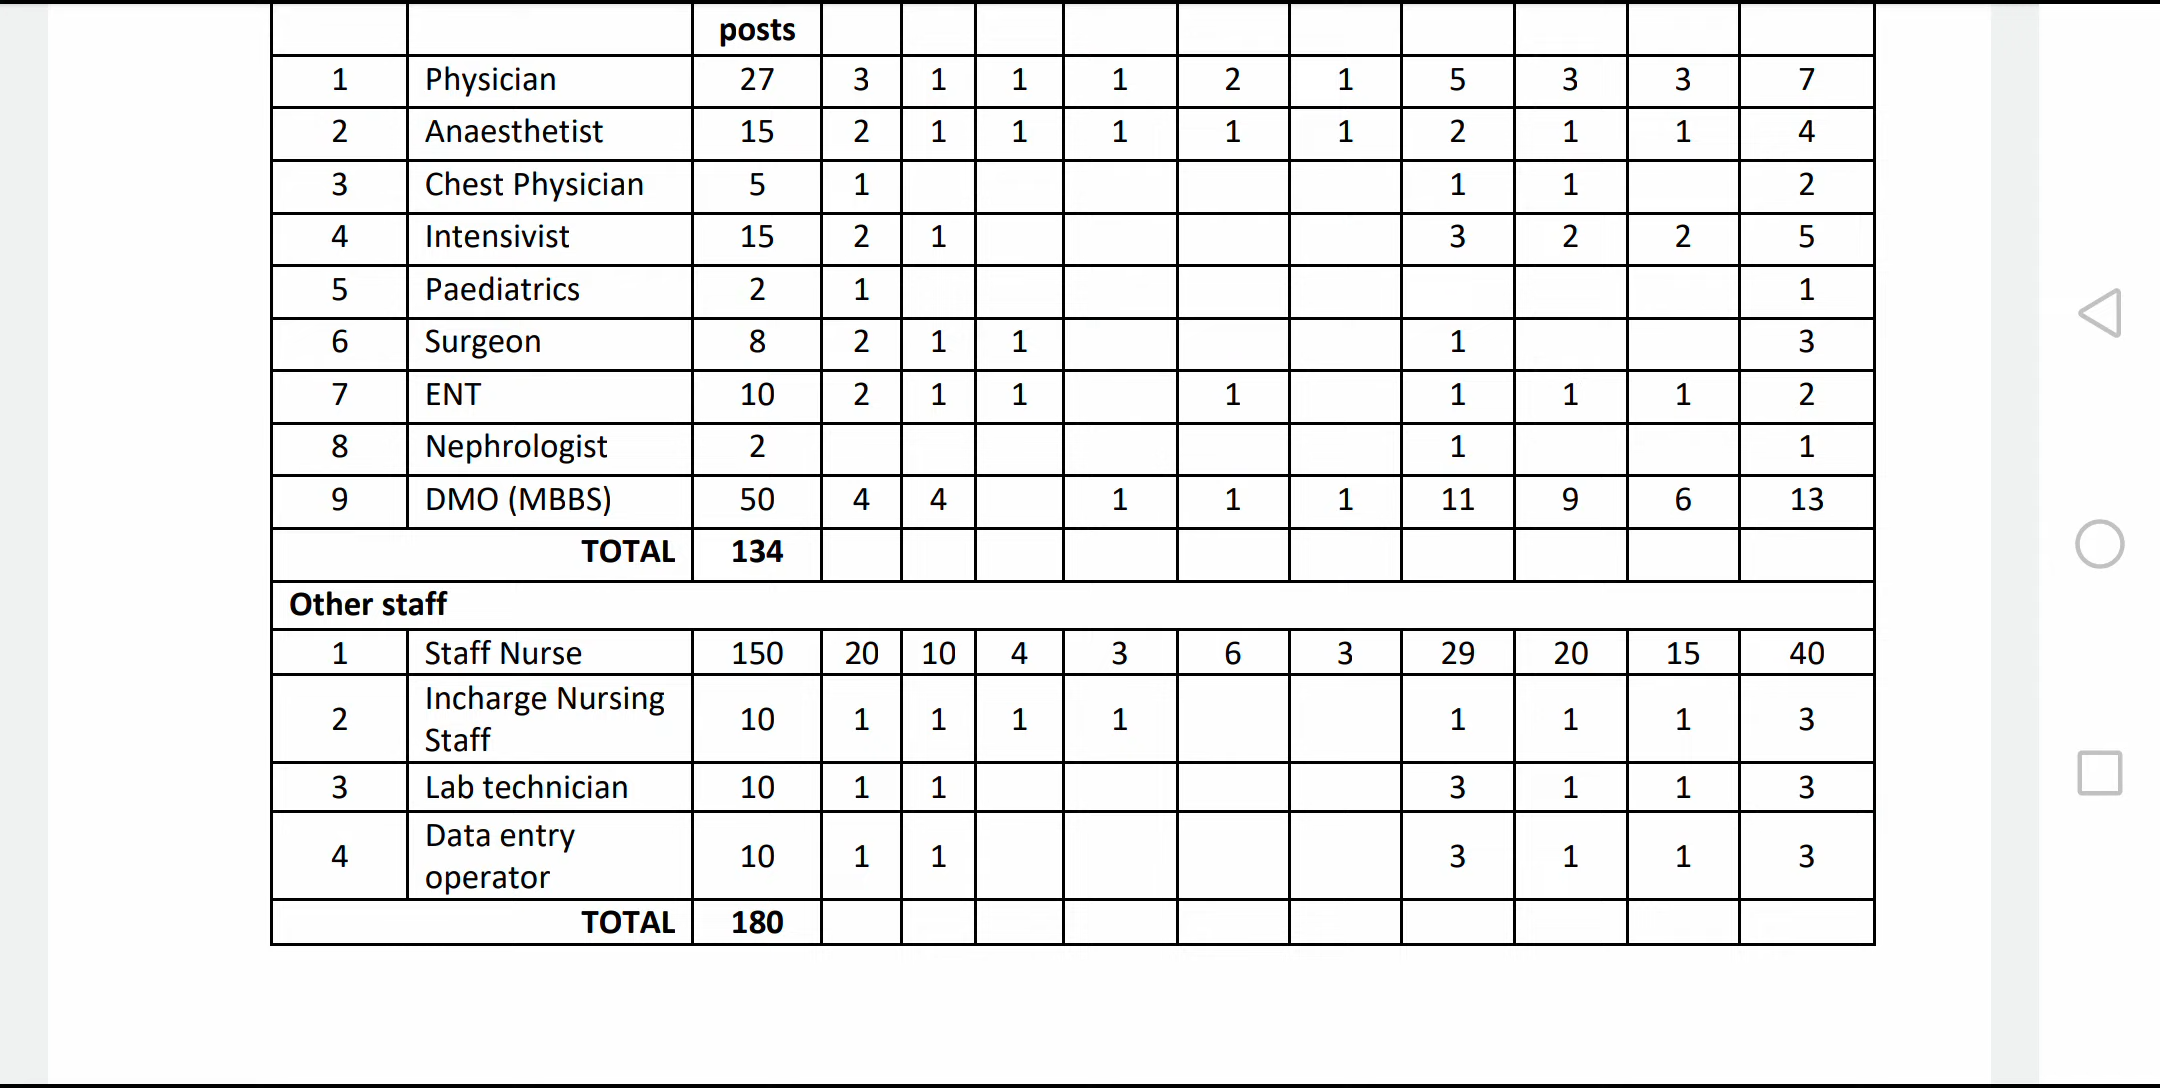 posts
1 Physician 27 3 1 1 1 2 1 5 3 3 7
2 Anaesthetist 15 2 1 1 1 1 1 2 1 1 4
3 Chest Physician 5 1 1 1 2
4 Intensivist 15 2 1 3 2 2 5
5 Paediatrics 2 1 1
6 Surgeon 8 2 1 1 1 3
7 ENT 10 2 1 1 1 1 1 1 2
8 Nephrologist 2 1 1
9 DMO (MBBS) 50 4 4 1 1 1 11 9 6 13
TOTAL 134
Other staff
1 Staff Nurse 150 20 10 4 3 6 3 29 20 15 40
2 Incharge Nursing Staff 10 1 1 1 1 1 1 1 3
3 Lab technician 10 1 1 3 1 1 3
4 Data entry operator 10 1 1 3 1 1 3
TOTAL 180